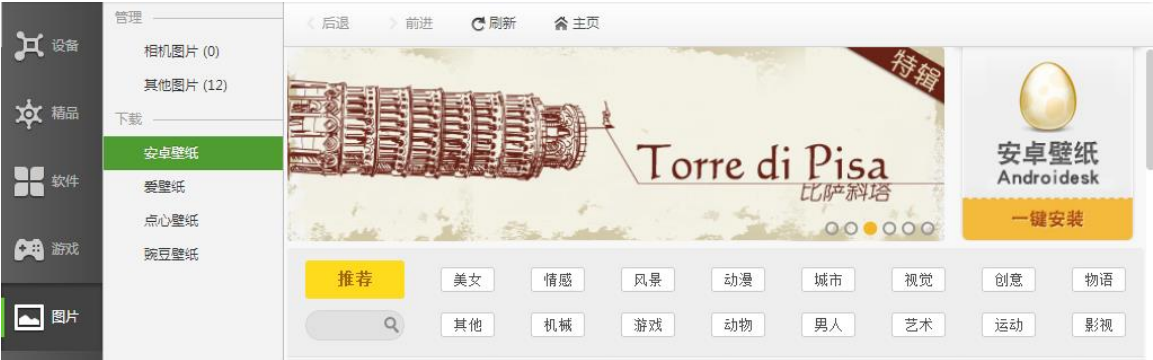 设备
精品
软件
游戏
图片
管理
相机图片 (0)
其他图片 (12)
下载
安卓壁纸
爱壁纸
点心壁纸
豌豆壁纸
后退 前进 刷新 主页
特辑
Torre di Pisa
比萨斜塔
安卓壁纸
Androidesk
一键安装
推荐 美女 情感 风景 动漫 城市 视觉 创意 物语
其他 机械 游戏 动物 男人 艺术 运动 影视